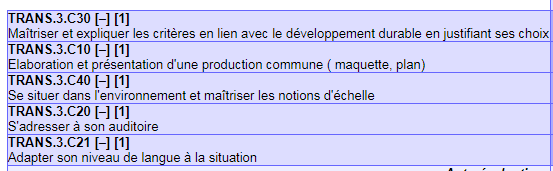 TRANS.3.C30 [–] [1]
Maîtriser et expliquer les critères en lien avec le développement durable en justifiant ses choix
TRANS.3.C10 [–] [1]
Elaboration et présentation d'une production commune ( maquette, plan)
TRANS.3.C40 [–] [1]
Se situer dans l'environnement et maîtriser les notions d'échelle
TRANS.3.C20 [–] [1]
S'adresser à son auditoire
TRANS.3.C21 [–] [1]
Adapter son niveau de langue à la situation